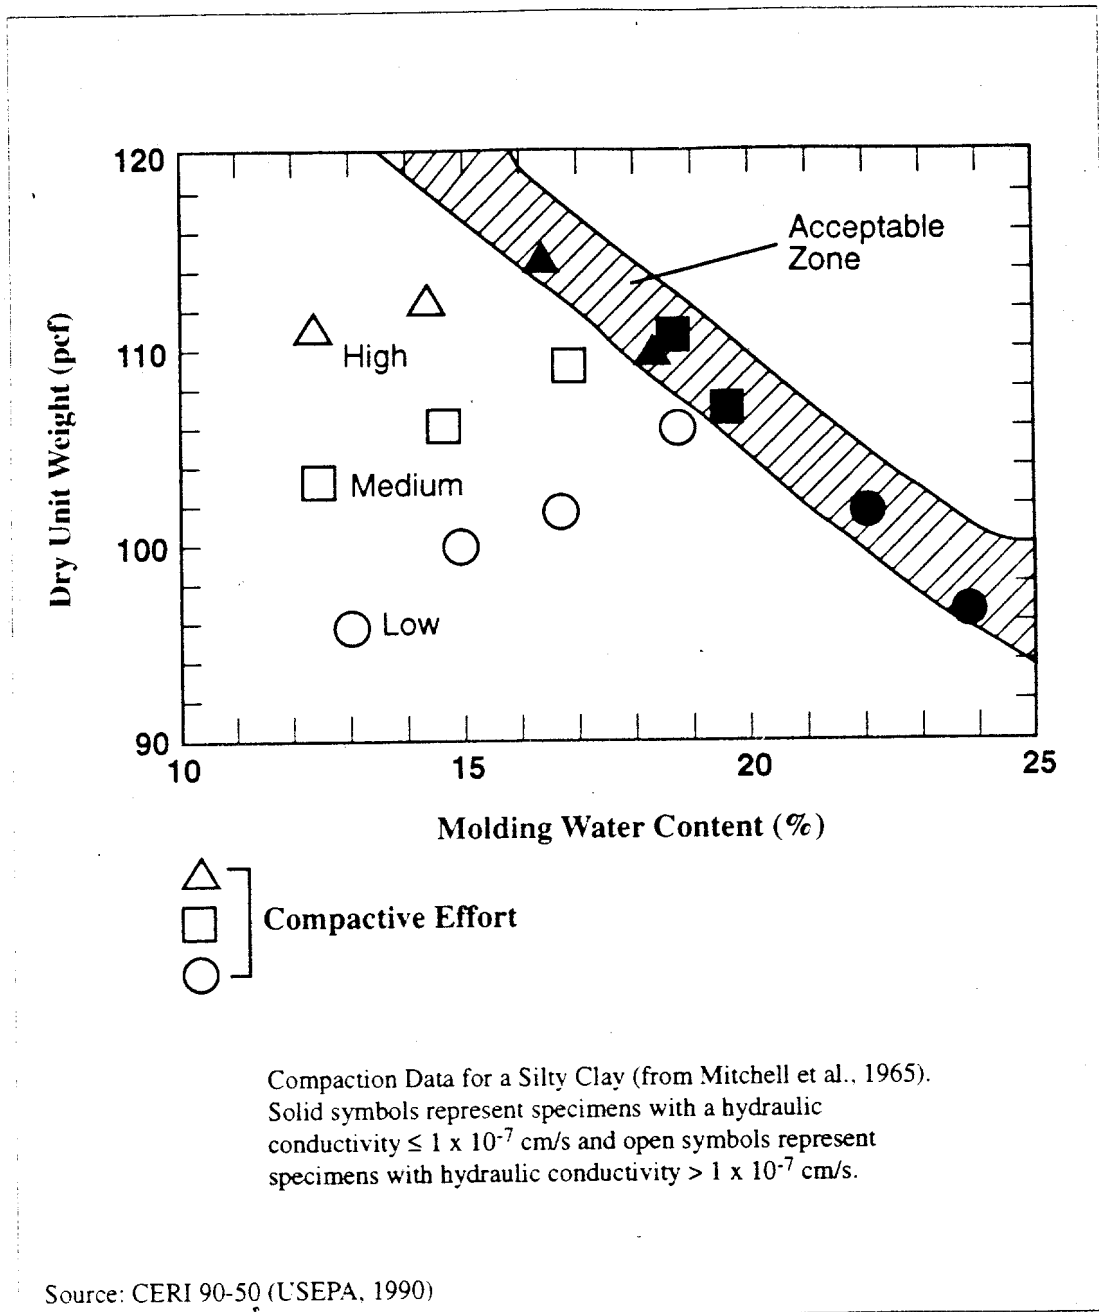 120
110
100
90
10
15
20
25
Dry Unit Weight (pcf)
Molding Water Content (%)
Acceptable
Zone
High
Medium
Low
Compactive Effort
Compaction Data for a Silty Clay (from Mitchell et al., 1965).
Solid symbols represent specimens with a hydraulic
conductivity ≤ 1 x 10⁻⁷ cm/s and open symbols represent
specimens with hydraulic conductivity > 1 x 10⁻⁷ cm/s.
Source: CERI 90-50 (USEPA, 1990)